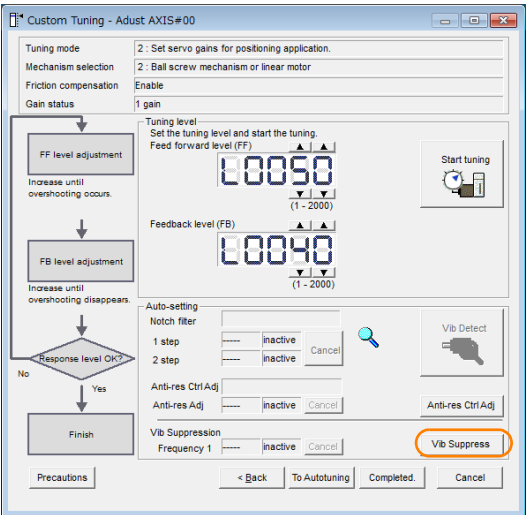 Custom Tuning - Adust AXIS#00
Tuning mode
2 : Set servo gains for positioning application.
Mechanism selection
2 : Ball screw mechanism or linear motor
Friction compensation
Enable
Gain status
1 gain
FF level adjustment
Increase until
overshooting occurs.
FB level adjustment
Increase until
overshooting disappears.
Response level OK?
No
Yes
Finish
Tuning level
Set the tuning level and start the tuning.
Feed forward level (FF)
L0050
(1 - 2000)
Feedback level (FB)
L0040
(1 - 2000)
Start tuning
Auto-setting
Notch filter
1 step
-----
inactive
2 step
-----
inactive
Cancel
Vib Detect
Anti-res Ctrl Adj
Anti-res Adj
-----
inactive
Cancel
Anti-res Ctrl Adj
Vib Suppression
Frequency 1
-----
inactive
Cancel
Vib Suppress
Precautions
< Back
To Autotuning
Completed.
Cancel